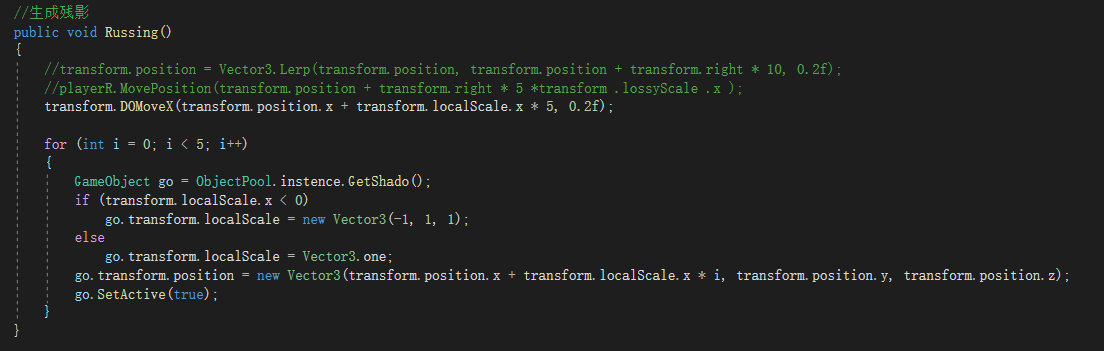 //生成残影
public void Russing()
{
//transform.position = Vector3.Lerp(transform.position, transform.position + transform.right * 10, 0.2f);
//playerR.MovePosition(transform.position + transform.right * 5 *transform .lossyScale .x );
transform.DOMoveX(transform.position.x + transform.localScale.x * 5, 0.2f);
for (int i = 0; i < 5; i++)
{
GameObject go = ObjectPool.instence.GetShado();
if (transform.localScale.x < 0)
go.transform.localScale = new Vector3(-1, 1, 1);
else
go.transform.localScale = Vector3.one;
go.transform.position = new Vector3(transform.position.x + transform.localScale.x * i, transform.position.y, transform.position.z);
go.SetActive(true);
}
}